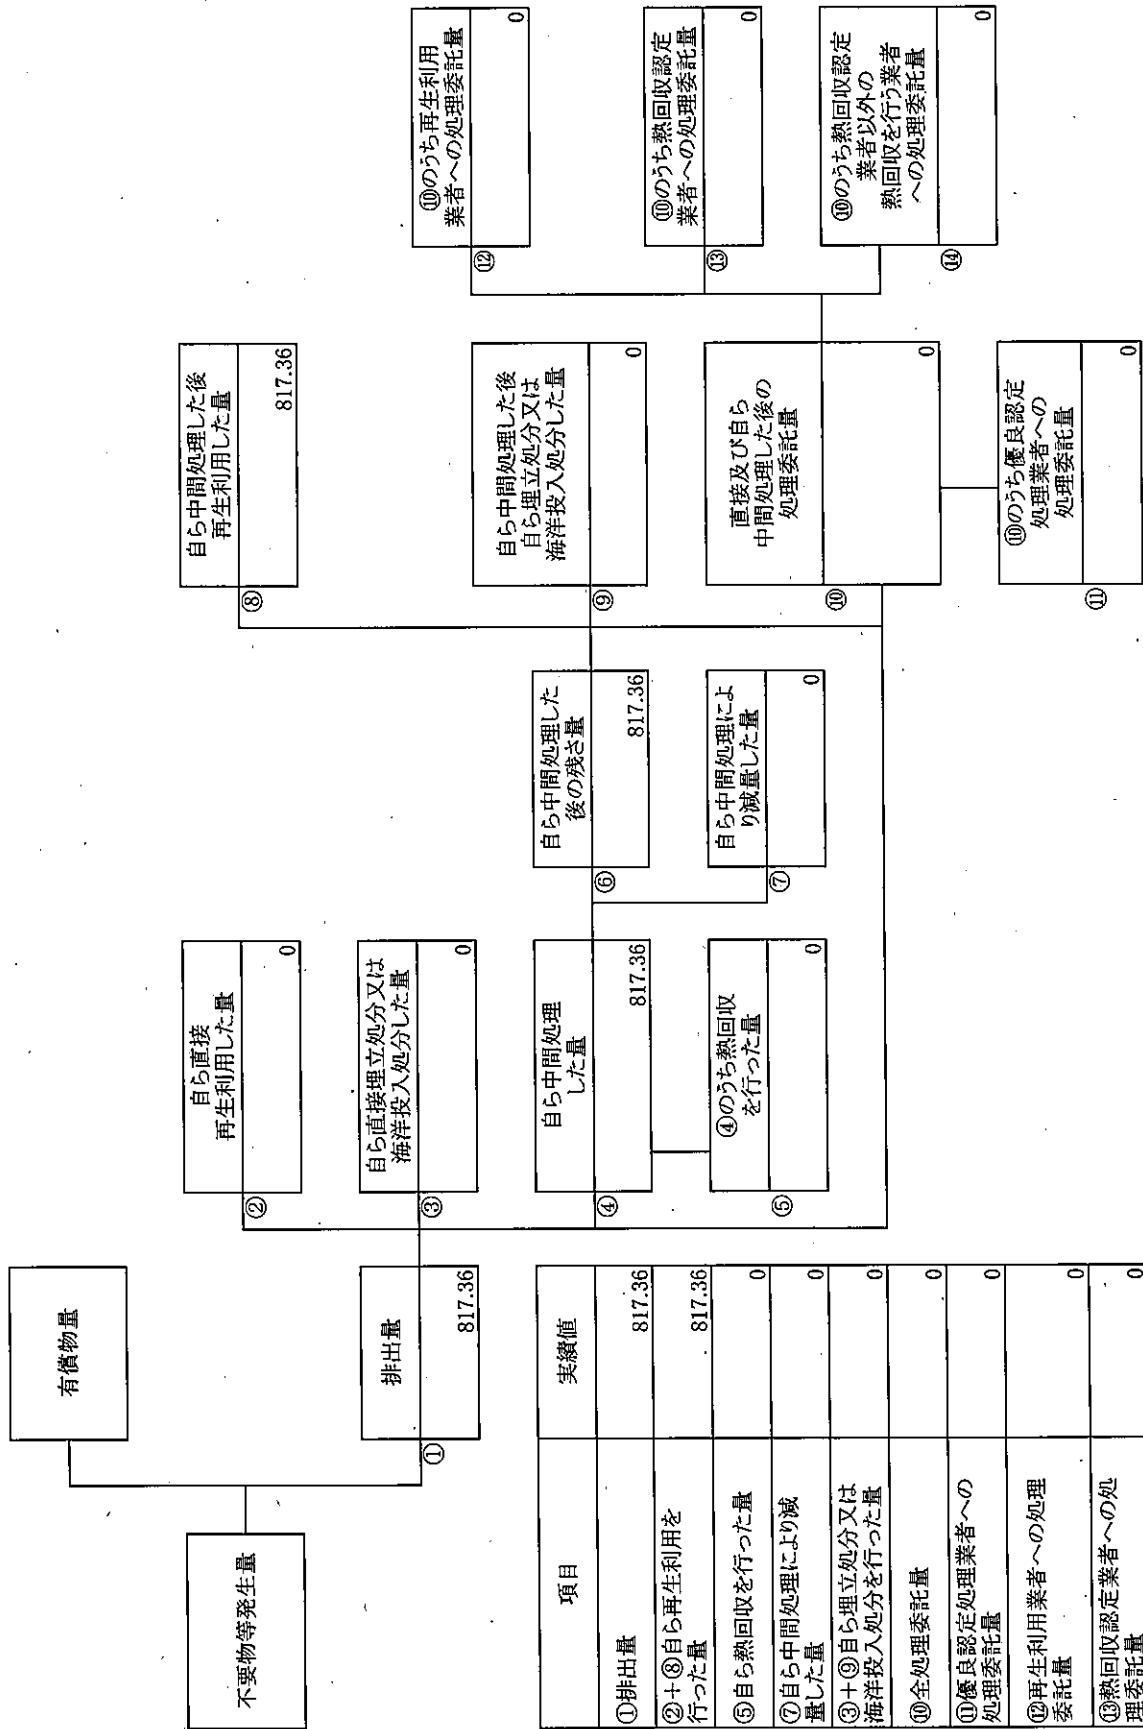 不要物等発生量
有償物量
排出量
①
817.36
自ら直接
再生利用した量
②
0
自ら直接埋立処分又は
海洋投入処分した量
③
0
自ら中間処理
した量
④
817.36
④のうち熱回収
を行った量
⑤
0
自ら中間処理した
後の残さ量
⑥
817.36
自ら中間処理によ
り減量した量
⑦
0
自ら中間処理した後
再生利用した量
⑧
817.36
自ら中間処理した後
自ら埋立処分又は
海洋投入処分した量
⑨
0
直接及び自ら
中間処理した後の
処理委託量
⑩
0
⑩のうち優良認定
処理業者への
処理委託量
⑪
0
⑩のうち再生利用
業者への処理委託量
⑫
0
⑩のうち熱回収認定
業者への処理委託量
⑬
0
⑩のうち熱回収認定
業者以外の
熱回収を行う業者
への処理委託量
⑭
0
項目 実績値
①排出量 817.36
②+⑧自ら再生利用を
行った量 817.36
⑤自ら熱回収を行った量 0
⑦自ら中間処理により減
量した量 0
③+⑨自ら埋立処分又は
海洋投入処分を行った量 0
⑩全処理委託量 0
⑪優良認定処理業者への
処理委託量 0
⑫再生利用業者への処理
委託量 0
⑬熱回収認定業者への処
理委託量 0